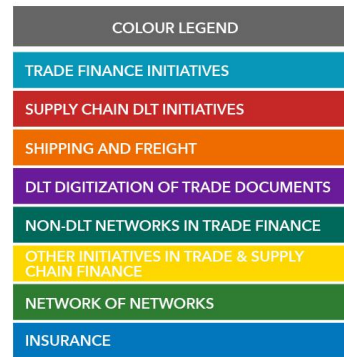 COLOUR LEGEND
TRADE FINANCE INITIATIVES
SUPPLY CHAIN DLT INITIATIVES
SHIPPING AND FREIGHT
DLT DIGITIZATION OF TRADE DOCUMENTS
NON-DLT NETWORKS IN TRADE FINANCE
OTHER INITIATIVES IN TRADE & SUPPLY
CHAIN FINANCE
NETWORK OF NETWORKS
INSURANCE